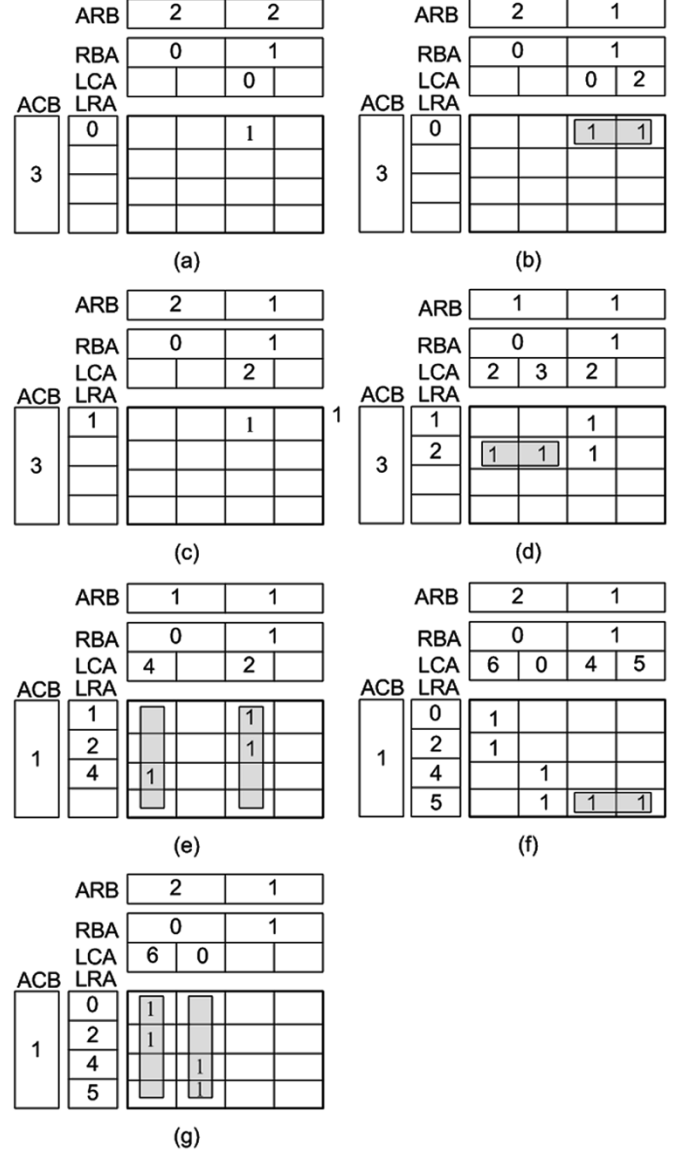 ARB 2 2
RBA 0 1
LCA 0
ACB LRA
0 1
3
(a)
ARB 2 1
RBA 0 1
LCA 0 2
ACB LRA
0 1 1
3
(b)
ARB 2 1
RBA 0 1
LCA 2
ACB LRA
1 1 1
3
(c)
ARB 1 1
RBA 0 1
LCA 2 3 2
ACB LRA
1 1
2 1 1 1
3
(d)
ARB 1 1
RBA 0 1
LCA 4 2
ACB LRA
1 1
2 1
1
4 1
(e)
ARB 2 1
RBA 0 1
LCA 6 0 4 5
ACB LRA
0 1
2 1
1
4 1
5 1 1 1
(f)
ARB 2 1
RBA 0 1
LCA 6 0
ACB LRA
0 1
2 1
1
4 1
5 1
(g)